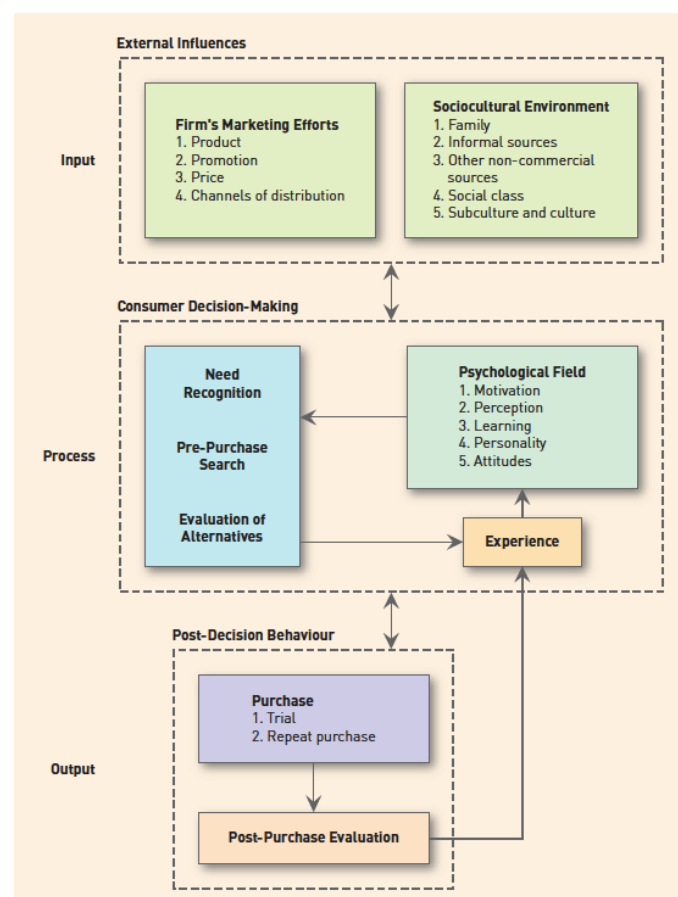 External Influences
Input
Firm's Marketing Efforts
1. Product
2. Promotion
3. Price
4. Channels of distribution
Sociocultural Environment
1. Family
2. Informal sources
3. Other non-commercial
sources
4. Social class
5. Subculture and culture
Consumer Decision-Making
Process
Need
Recognition
Pre-Purchase
Search
Evaluation of
Alternatives
Psychological Field
1. Motivation
2. Perception
3. Learning
4. Personality
5. Attitudes
Experience
Post-Decision Behaviour
Output
Purchase
1. Trial
2. Repeat purchase
Post-Purchase Evaluation